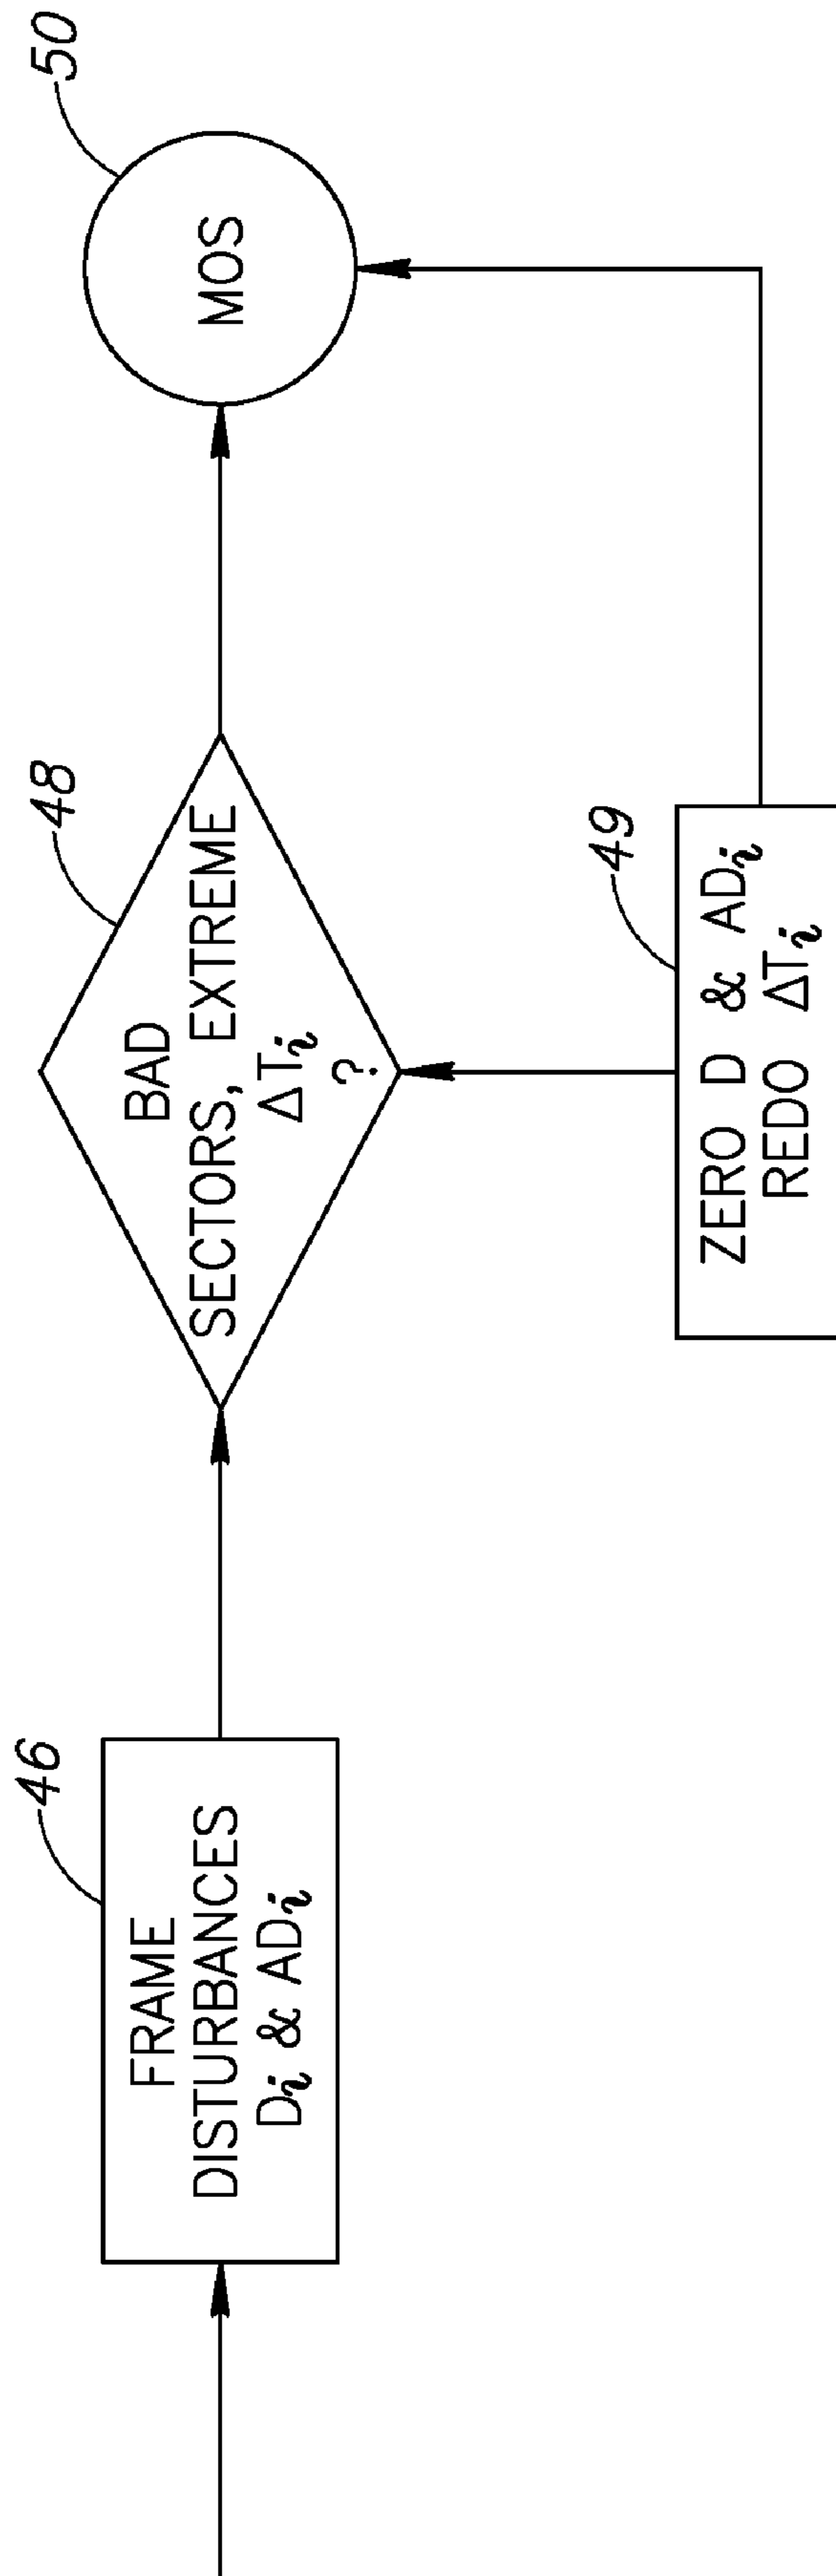 46
FRAME
DISTURBANCES
Di & ADi
48
BAD
SECTORS, EXTREME
ΔTi
?
50
MOS
49
ZERO D & ADi
REDO ΔTi